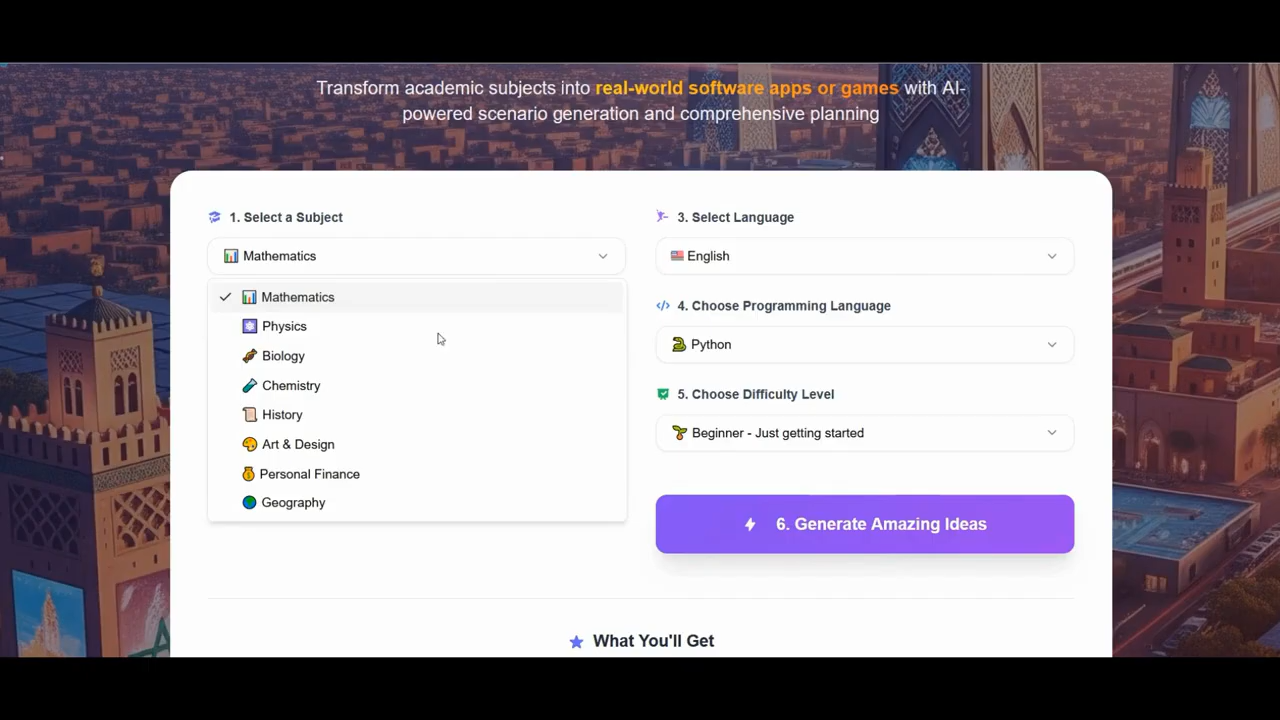 Transform academic subjects into real-world software apps or games with AI-
powered scenario generation and comprehensive planning
1. Select a Subject
Mathematics
Mathematics
Physics
Biology
Chemistry
History
Art & Design
Personal Finance
Geography
3. Select Language
English
4. Choose Programming Language
Python
5. Choose Difficulty Level
Beginner - Just getting started
6. Generate Amazing Ideas
What You'll Get